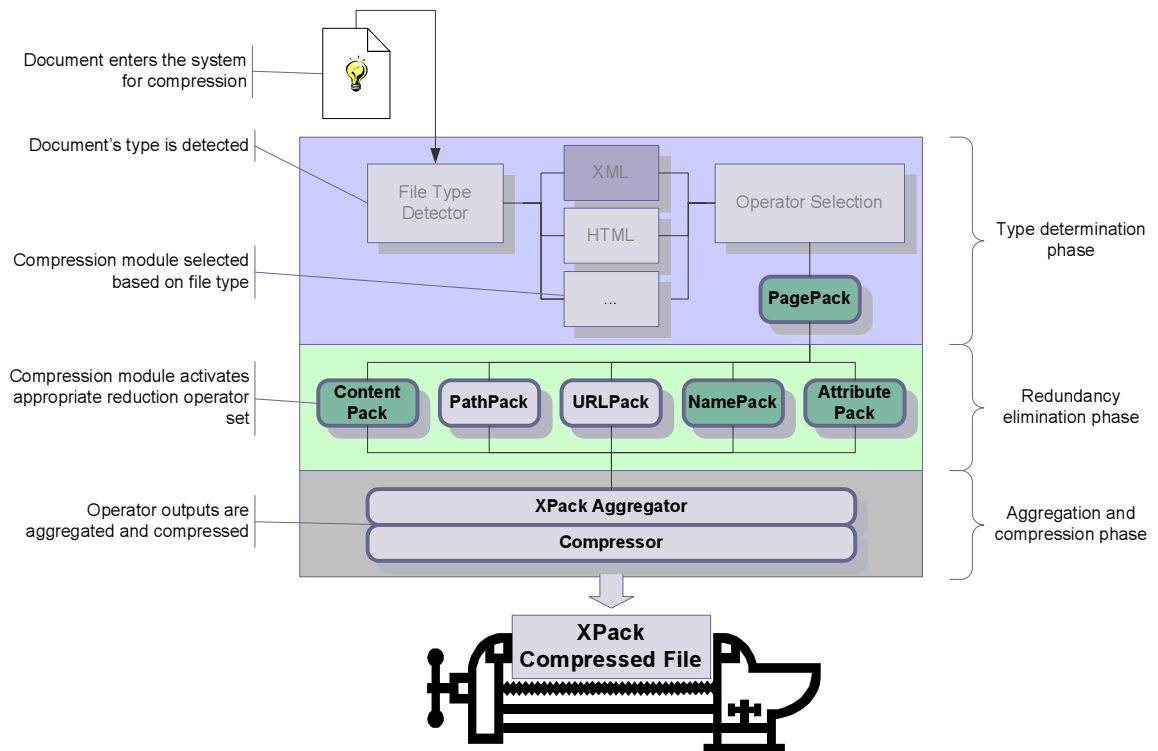 Document enters the system
for compression
Document's type is detected
File Type
Detector
XML
HTML
...
Operator Selection
Type determination
phase
Compression module selected
based on file type
PagePack
Compression module activates
appropriate reduction operator
set
Content
Pack
PathPack
URLPack
NamePack
Attribute
Pack
Redundancy
elimination phase
Operator outputs are
aggregated and compressed
XPack Aggregator
Compressor
Aggregation and
compression phase
XPack
Compressed File